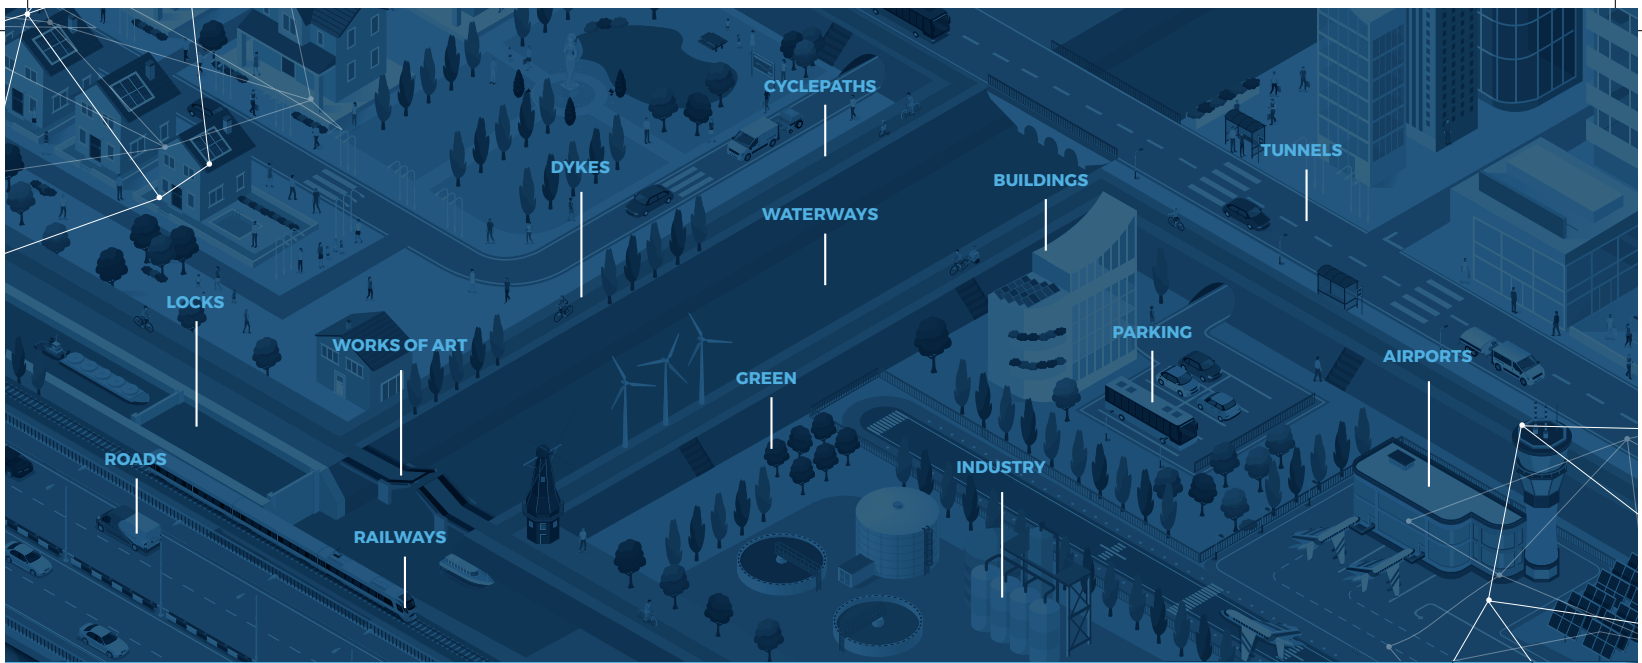 CYCLEPATHS
TUNNELS
DYKES
BUILDINGS
WATERWAYS
LOCKS
PARKING
WORKS OF ART
AIRPORTS
GREEN
ROADS
INDUSTRY
RAILWAYS